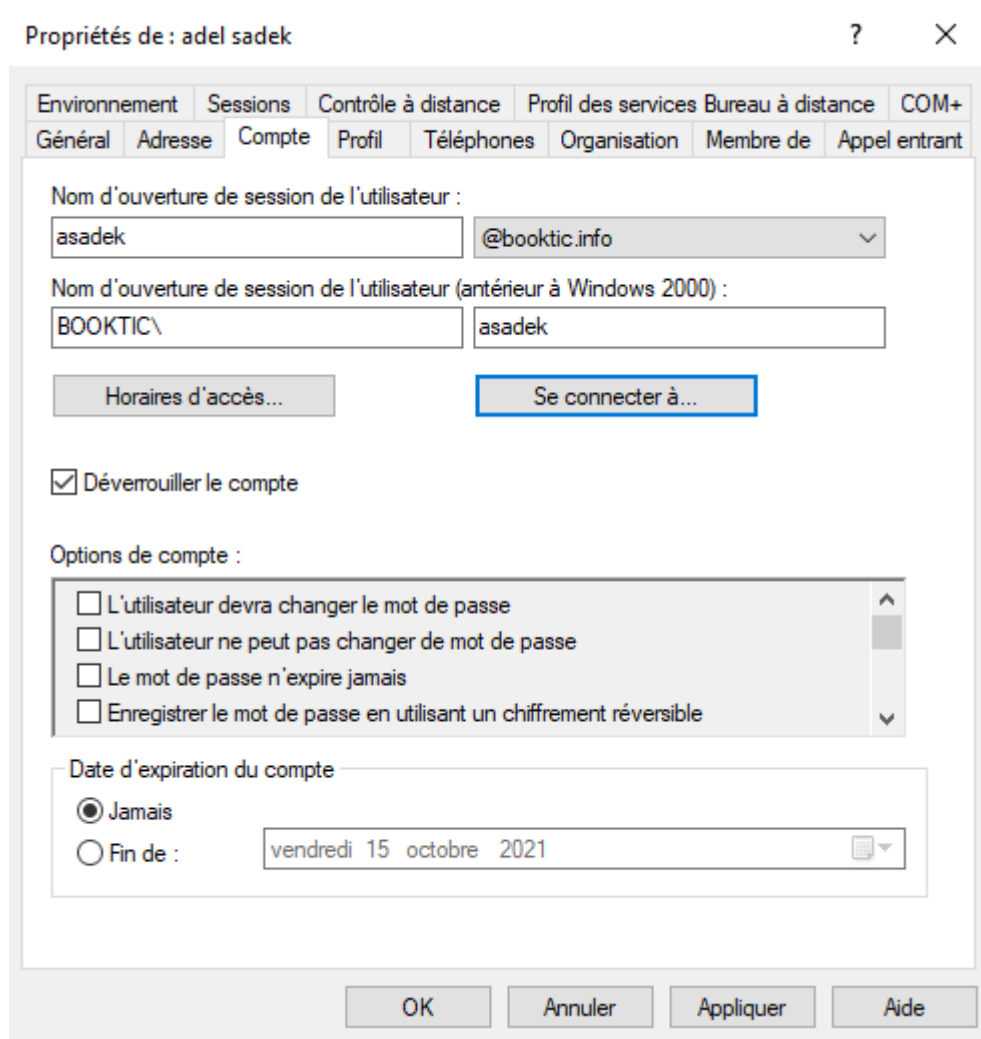 Propriétés de : adel sadek ?
Environnement Sessions Contrôle à distance Profil des services Bureau à distance COM+
Général Adresse Compte Profil Téléphones Organisation Membre de Appel entrant
Nom d'ouverture de session de l'utilisateur :
asadek @booktic.info
Nom d'ouverture de session de l'utilisateur (antérieur à Windows 2000) :
BOOKTIC\ asadek
Horaires d'accès... Se connecter à...
Déverrouiller le compte
Options de compte :
L'utilisateur devra changer le mot de passe
L'utilisateur ne peut pas changer de mot de passe
Le mot de passe n'expire jamais
Enregistrer le mot de passe en utilisant un chiffrement réversible
Date d'expiration du compte
Jamais
Fin de : vendredi 15 octobre 2021
OK Annuler Appliquer Aide